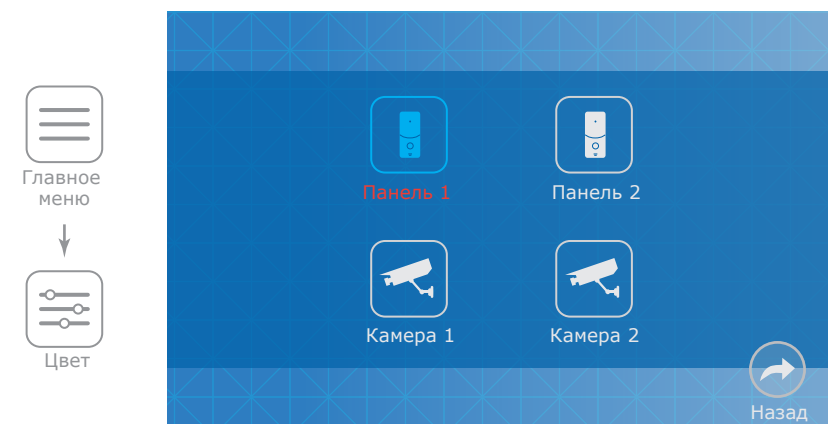 Главное
меню
Цвет
Панель 1
Панель 2
Камера 1
Камера 2
Назад